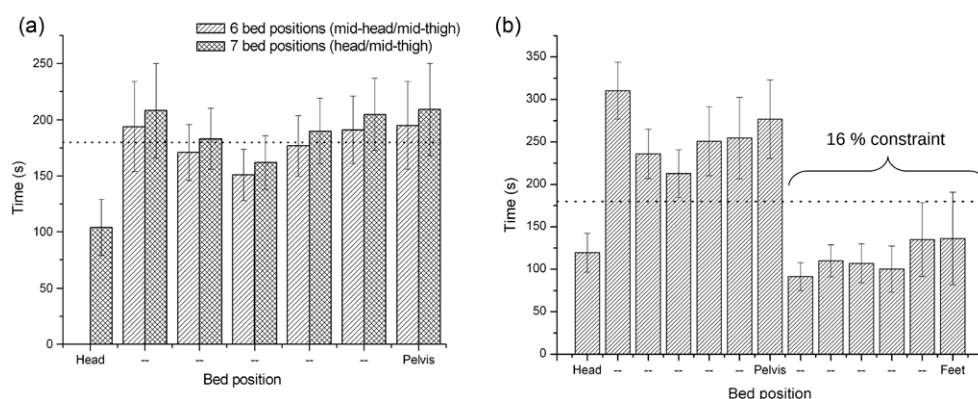 (a)
6 bed positions (mid-head/mid-thigh)
7 bed positions (head/mid-thigh)
250
200
150
100
50
0
Time (s)
Head -- -- -- -- -- Pelvis
Bed position
(b)
350
300
250
200
150
100
50
0
Time (s)
16 % constraint
Head -- -- -- -- -- Pelvis -- -- -- -- -- Feet
Bed position